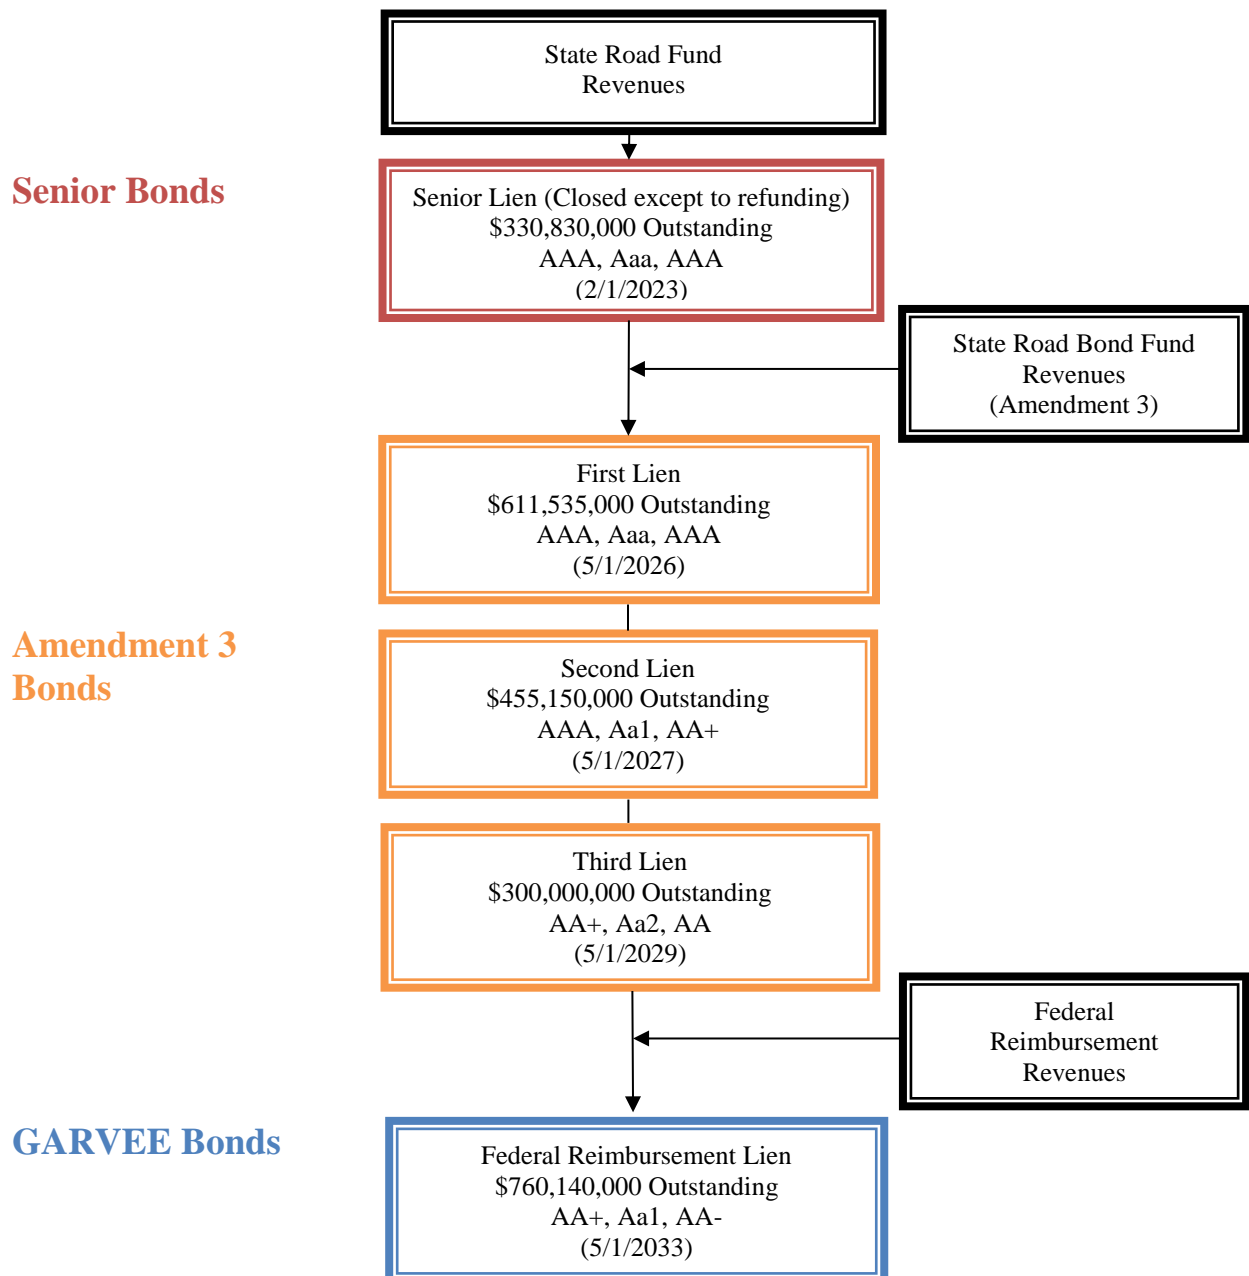 State Road Fund
Revenues
Senior Bonds
Senior Lien (Closed except to refunding)
$330,830,000 Outstanding
AAA, Aaa, AAA
(2/1/2023)
State Road Bond Fund
Revenues
(Amendment 3)
First Lien
$611,535,000 Outstanding
AAA, Aaa, AAA
(5/1/2026)
Amendment 3
Bonds
Second Lien
$455,150,000 Outstanding
AAA, Aa1, AA+
(5/1/2027)
Third Lien
$300,000,000 Outstanding
AA+, Aa2, AA
(5/1/2029)
Federal
Reimbursement
Revenues
GARVEE Bonds
Federal Reimbursement Lien
$760,140,000 Outstanding
AA+, Aa1, AA-
(5/1/2033)